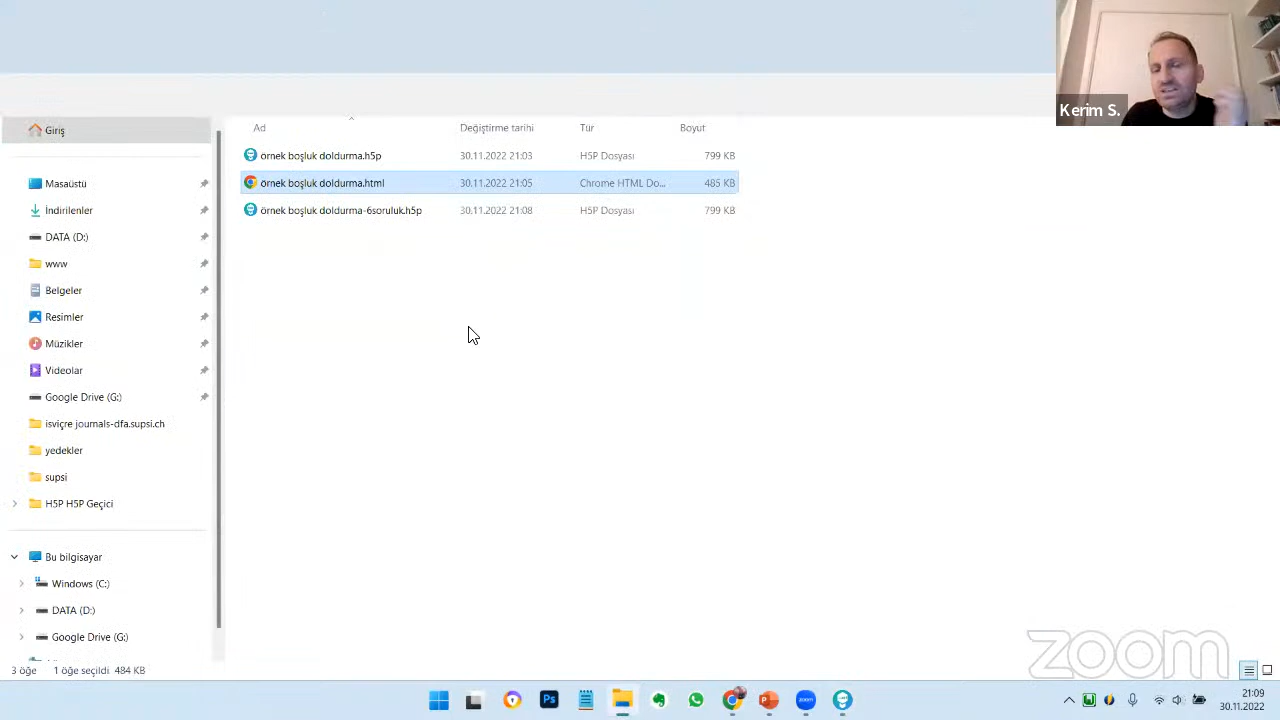 Kerim S.
Giriş
Masaüstü
İndirilenler
DATA (D:)
www
Belgeler
Resimler
Müzikler
Videolar
Google Drive (G:)
isviçre journals-dfa.supsi.ch
yedekler
supsi
H5P H5P Geçici
Bu bilgisayar
Windows (C:)
DATA (D:)
Google Drive (G:)
Ad Değiştirme tarihi Tür Boyut
örnek boşluk doldurma.h5p 30.11.2022 21:03 H5P Dosyası 799 KB
örnek boşluk doldurma.html 30.11.2022 21:05 Chrome HTML Do... 485 KB
örnek boşluk doldurma-6soruluk.h5p 30.11.2022 21:08 H5P Dosyası 799 KB
3 öğe 1 öğe seçildi 484 KB
zoom
Ps
zoom
21:09
30.11.2022